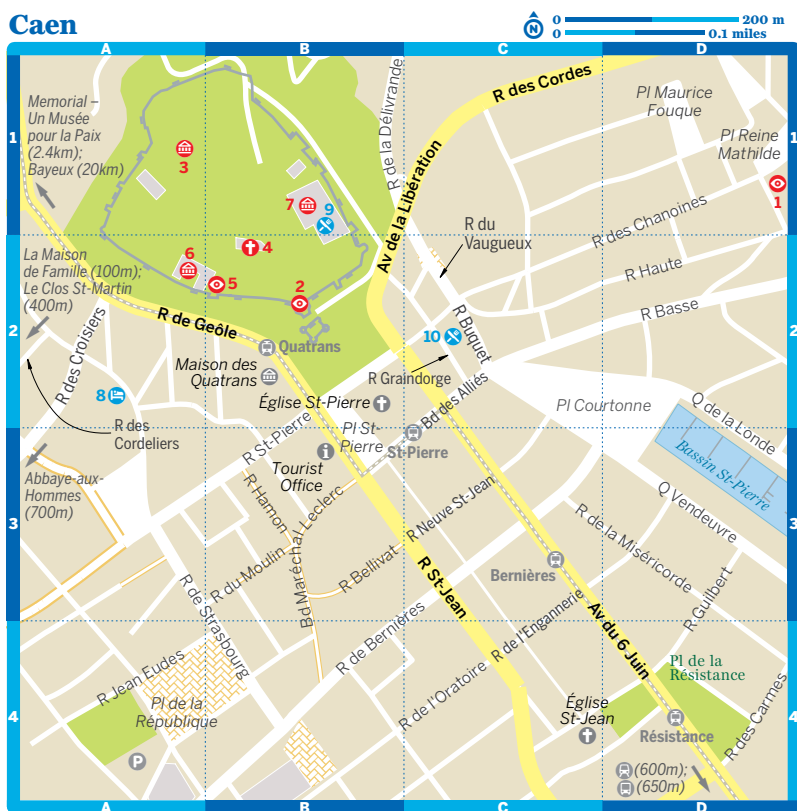 Caen
N
0 200 m
0 0.1 miles
A B C D
R des Cordes
Pl Maurice
Fouque
Memorial –
Un Musée
pour la Paix
(2.4km);
Bayeux (20km)
R de la Délivrande
Pl Reine
Mathilde
1
1
3
Av de la Libération
1
7
9
R des Chanoines
R du
Vaugueux
6
4
5
2
La Maison
de Famille (100m);
Le Clos St-Martin
(400m)
R Haute
R Basse
2
2
R de Geôle
R Buquet
10
Quatrans
R des Croisiers
Maison des
Quatrans
R Graindorge
8
Église St-Pierre
Bd des Alliés
Pl Courtonne
Q de la Londe
R des
Cordeliers
R St-Pierre
Pl St-
Pierre
St-Pierre
Bassin St-Pierre
Tourist
Office
Abbaye-aux-
Hommes
(700m)
R Hamon
Q Vendeuvre
3
3
Bd Maréchal Leclerc
R Neuve St-Jean
R de la Miséricorde
R du Moulin
R Bellivat
R St-Jean
Bernières
R Guilbert
R de Strasbourg
R de Bernières
R de l'Engannerie
Av du 6 Juin
R Jean Eudes
Pl de la
Résistance
Pl de la
République
R de l'Oratoire
Église
St-Jean
R des Carmes
4
4
Résistance
P
(600m);
(650m)
A B C D